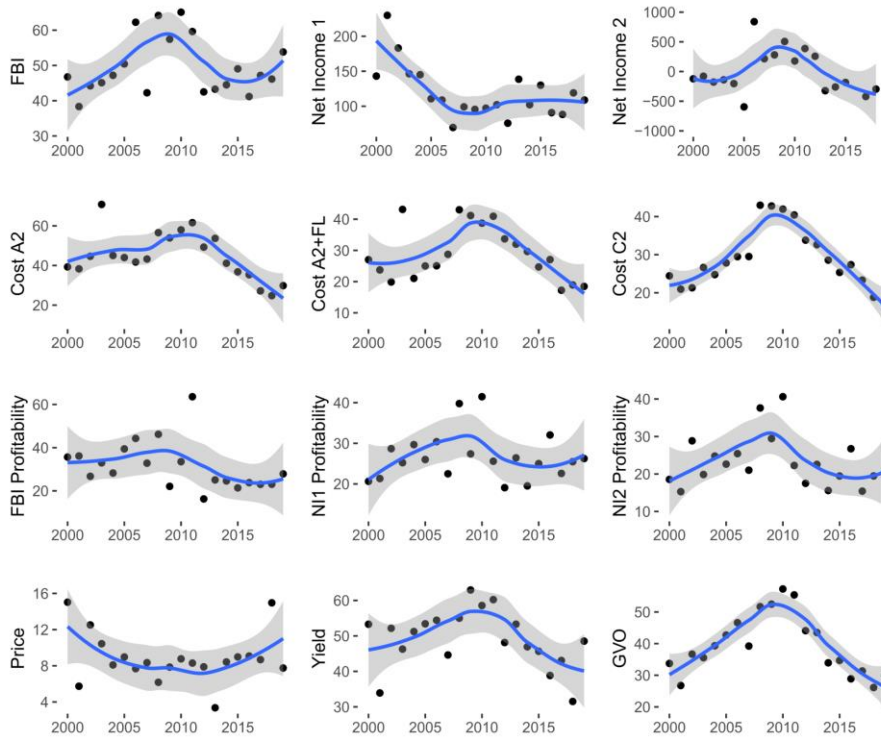 FBI
60
50
40
30
2000 2005 2010 2015
Net Income 1
200
150
100
2000 2005 2010 2015
Net Income 2
1000
500
0
−500
−1000
2000 2005 2010 2015
Cost A2
60
40
20
2000 2005 2010 2015
Cost A2+FL
40
30
20
10
2000 2005 2010 2015
Cost C2
40
30
20
2000 2005 2010 2015
FBI Profitability
60
40
20
2000 2005 2010 2015
NI1 Profitability
40
30
20
2000 2005 2010 2015
NI2 Profitability
40
30
20
10
2000 2005 2010 2015
Price
16
12
8
4
2000 2005 2010 2015
Yield
60
50
40
30
2000 2005 2010 2015
GVO
50
40
30
20
2000 2005 2010 2015